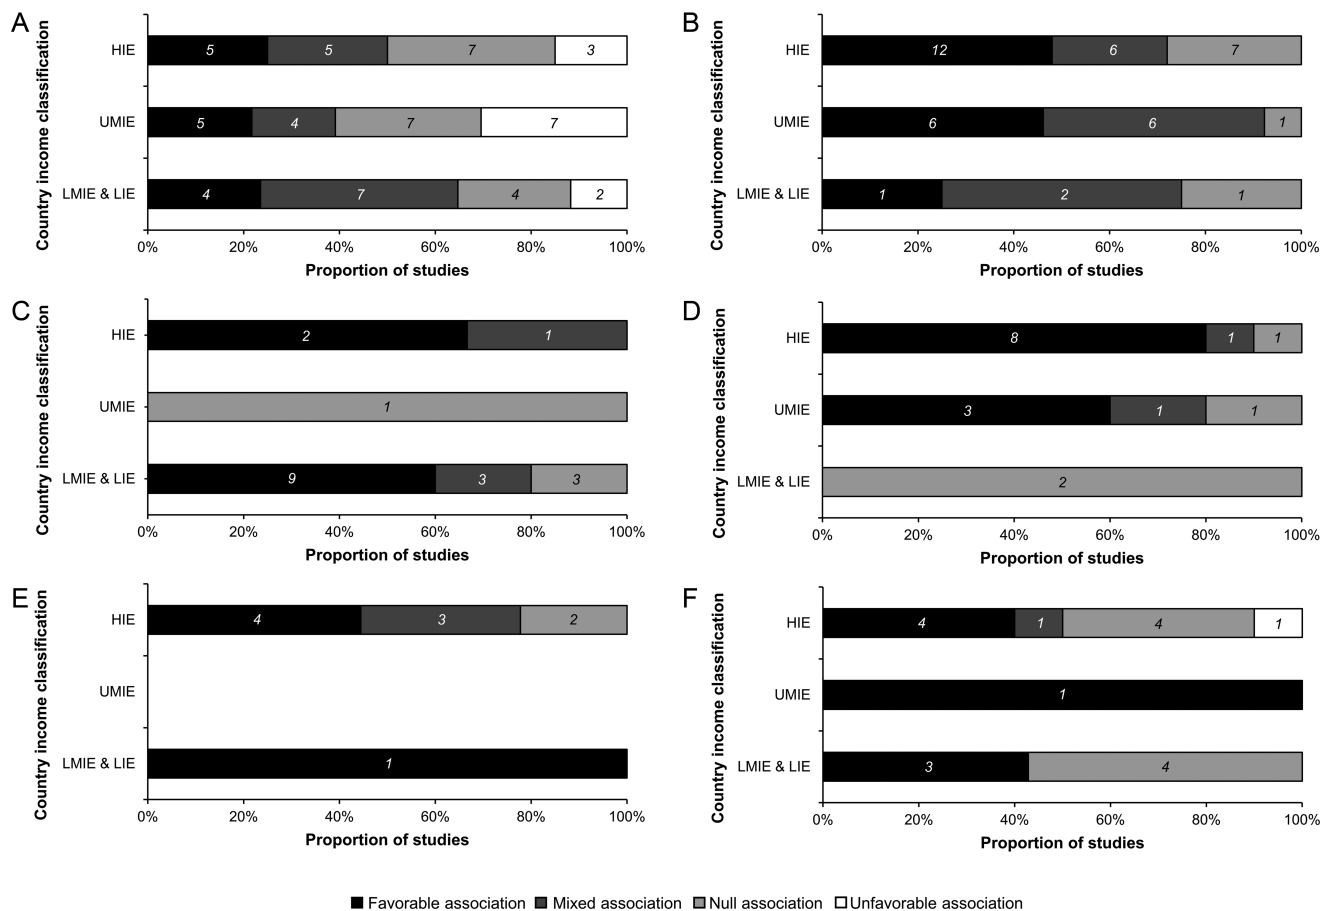 A
Country income classification
HIE
5 5 7 3
UMIE
5 4 7 7
LMIE & LIE
4 7 4 2
0% 20% 40% 60% 80% 100%
Proportion of studies
B
Country income classification
HIE
12 6 7
UMIE
6 6 1
LMIE & LIE
1 2 1
0% 20% 40% 60% 80% 100%
Proportion of studies
C
Country income classification
HIE
2 1
UMIE
1
LMIE & LIE
9 3 3
0% 20% 40% 60% 80% 100%
Proportion of studies
D
Country income classification
HIE
8 1 1
UMIE
3 1 1
LMIE & LIE
2
0% 20% 40% 60% 80% 100%
Proportion of studies
E
Country income classification
HIE
4 3 2
UMIE
LMIE & LIE
1
0% 20% 40% 60% 80% 100%
Proportion of studies
F
Country income classification
HIE
4 1 4 1
UMIE
1
LMIE & LIE
3 4
0% 20% 40% 60% 80% 100%
Proportion of studies
Favorable association Mixed association Null association Unfavorable association